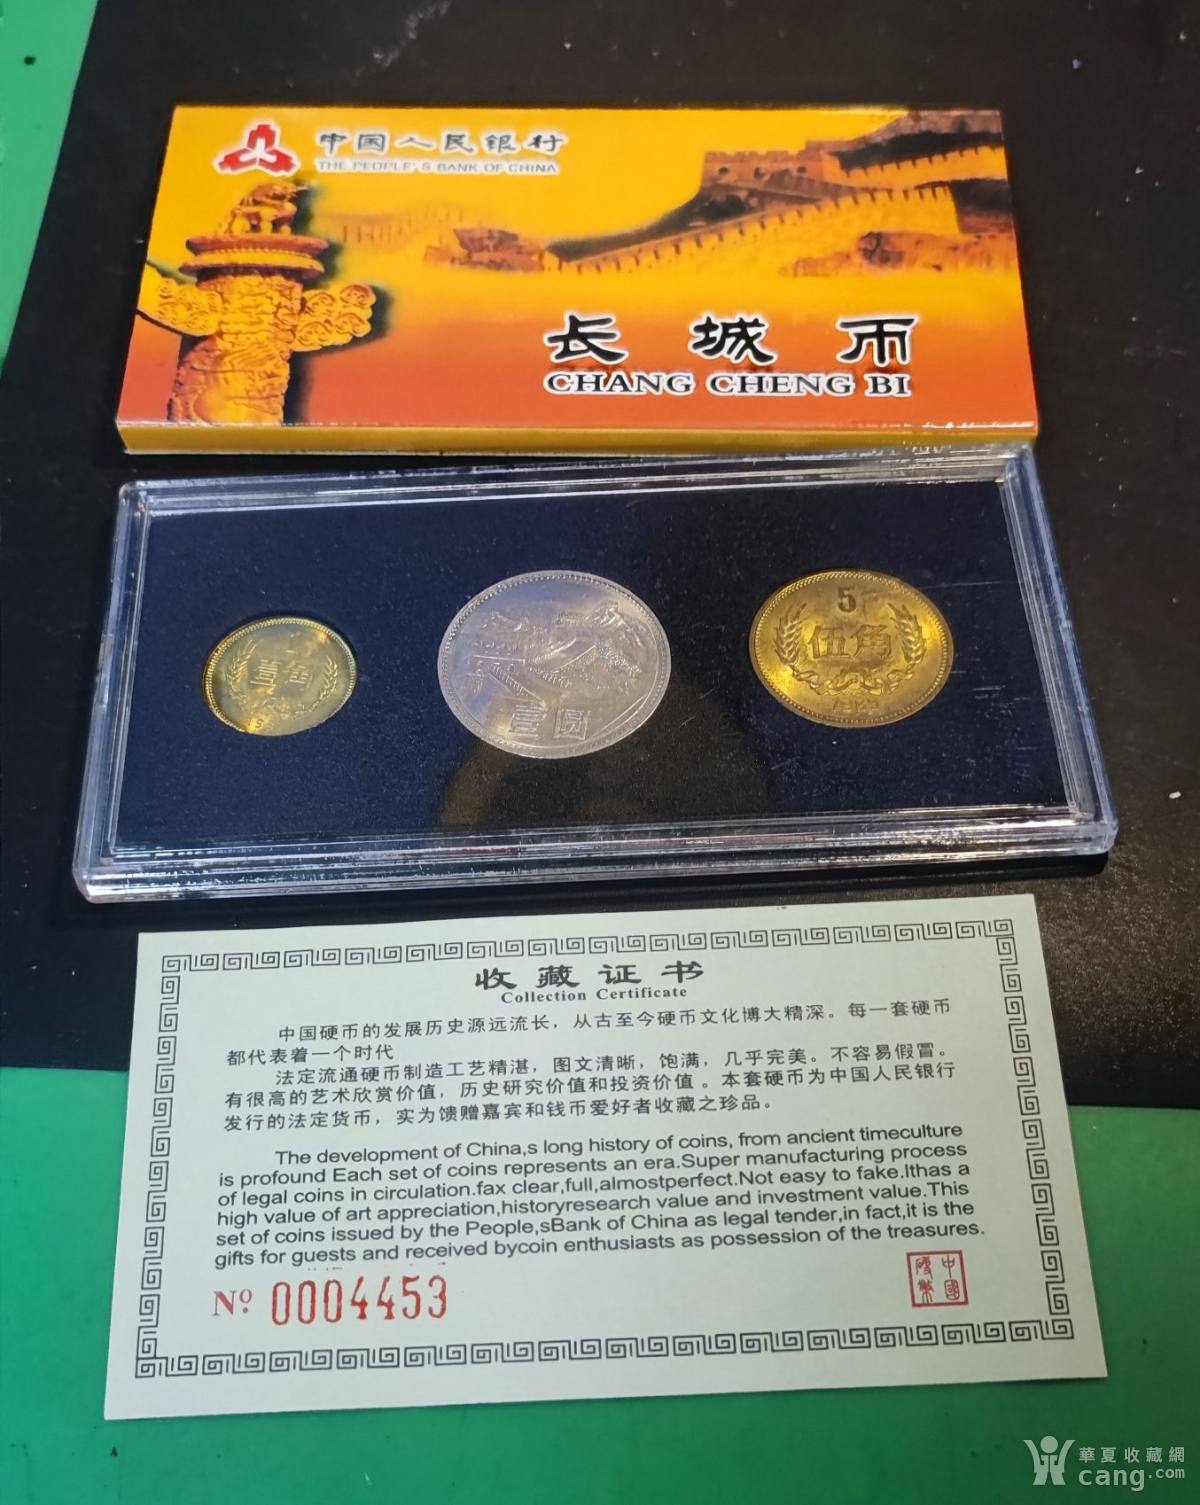 中国人民银行
THE PEOPLE'S BANK OF CHINA
长城币
CHANG CHENG BI
壹圆
5
伍角
收藏证书
Collection Certificate
中国硬币的发展历史源远流长，从古至今硬币文化博大精深。每一套硬币
都代表着一个时代
法定流通硬币制造工艺精湛，图文清晰，饱满，几乎完美。不容易假冒。
有很高的艺术欣赏价值，历史研究价值和投资价值。本套硬币为中国人民银行
发行的法定货币，实为馈赠嘉宾和钱币爱好者收藏之珍品。
The development of China,s long history of coins, from ancient timeculture
is profound Each set of coins represents an era.Super manufacturing process
of legal coins in circulation.fax clear,full,almostperfect.Not easy to fake.Ithas a
high value of art appreciation,historyresearch value and investment value.This
set of coins issued by the People,sBank of China as legal tender,in fact,it is the
gifts for guests and received bycoin enthusiasts as possession of the treasures.
No. 0004453
中國
華夏收藏網
cang.com